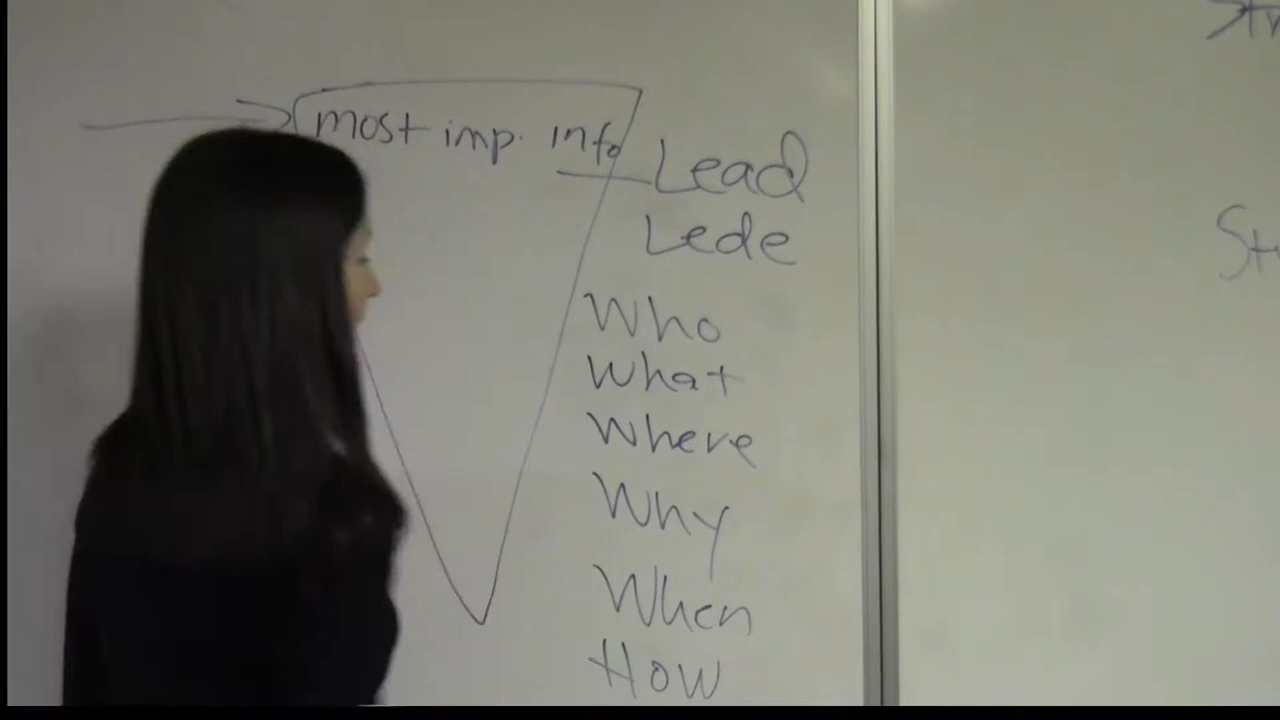 most imp. info
Lead
Lede
Who
What
Where
Why
When
How